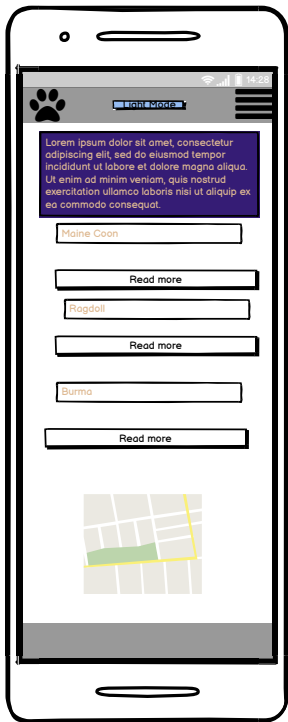 14:28
Light Mode
Lorem ipsum dolor sit amet, consectetur
adipiscing elit, sed do eiusmod tempor
incididunt ut labore et dolore magna aliqua.
Ut enim ad minim veniam, quis nostrud
exercitation ullamco laboris nisi ut aliquip ex
ea commodo consequat.
Maine Coon
Read more
Ragdoll
Read more
Burma
Read more